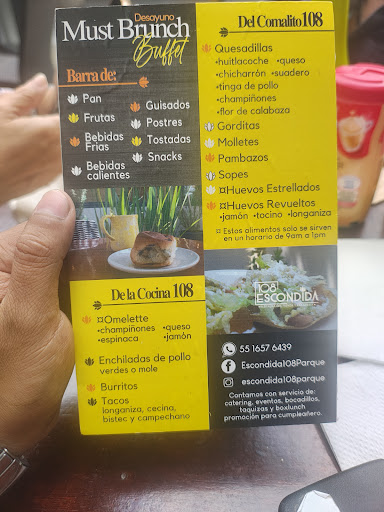 Desayuno
Must Brunch
Buffet
Barra de:
Pan
Frutas
Bebidas
Frias
Bebidas
calientes
Guisados
Postres
Tostadas
Snacks
Del Comalito 108
Quesadillas
•huitlacoche •queso
•chicharrón •suadero
•tinga de pollo
•champiñones
•flor de calabaza
Gorditas
Molletes
Pambazos
Sopes
¤Huevos Estrellados
¤Huevos Revueltos
•jamón •tocino •longaniza
¤ Estos alimentos solo se sirven
en un horario de 9am a 1pm
De la Cocina 108
¤Omelette
•champiñones •queso
•espinaca •jamón
Enchiladas de pollo
verdes o mole
Burritos
Tacos
longaniza, cecina,
bistec y campechano
108
ESCONDIDA
55 1657 6439
Escondida108Parque
escondida108parque
Contamos con servicio de:
catering, eventos, bocadillos,
taquizas y boxlunch
promoción para cumpleañero.